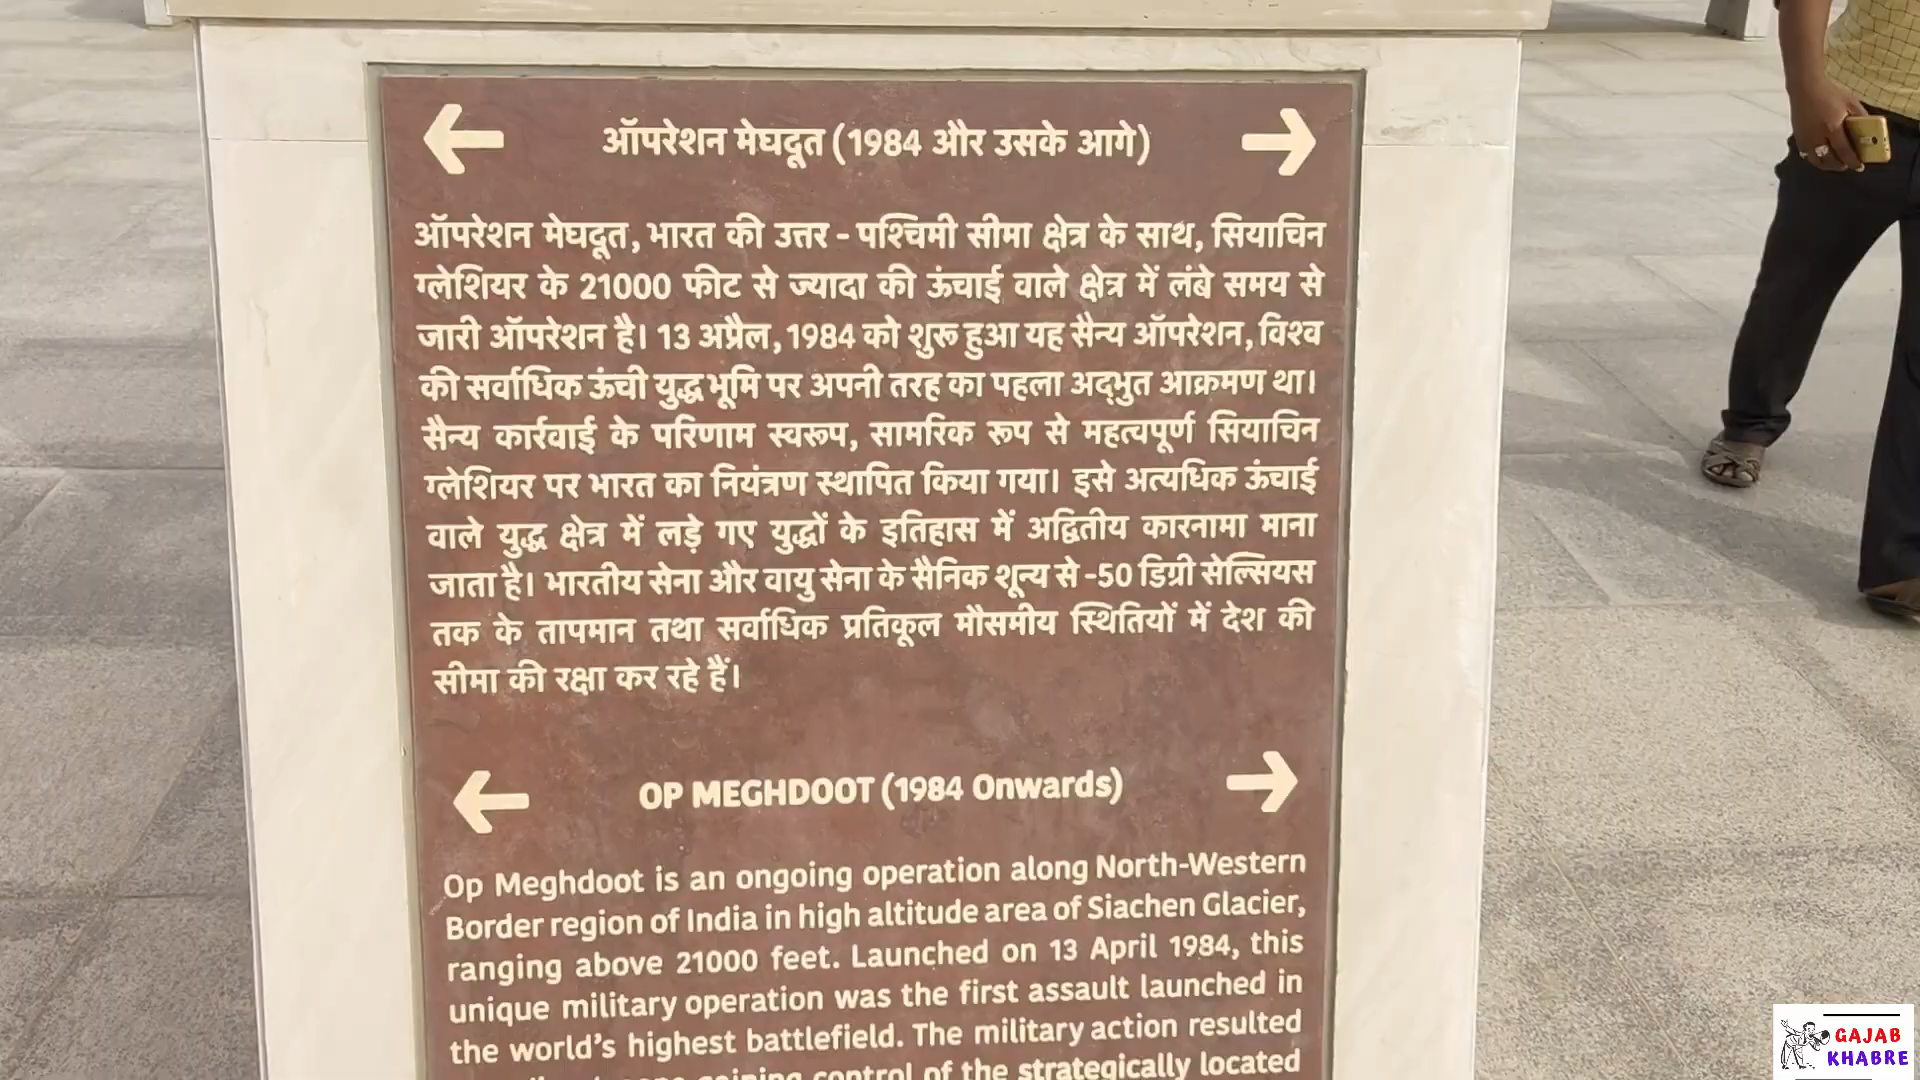 ऑपरेशन मेघदूत (1984 और उसके आगे)
ऑपरेशन मेघदूत, भारत की उत्तर - पश्चिमी सीमा क्षेत्र के साथ, सियाचिन
ग्लेशियर के 21000 फीट से ज्यादा की ऊंचाई वाले क्षेत्र में लंबे समय से
जारी ऑपरेशन है। 13 अप्रैल, 1984 को शुरू हुआ यह सैन्य ऑपरेशन, विश्व
की सर्वाधिक ऊंची युद्ध भूमि पर अपनी तरह का पहला अद्भुत आक्रमण था।
सैन्य कार्रवाई के परिणाम स्वरूप, सामरिक रूप से महत्वपूर्ण सियाचिन
ग्लेशियर पर भारत का नियंत्रण स्थापित किया गया। इसे अत्यधिक ऊंचाई
वाले युद्ध क्षेत्र में लड़े गए युद्धों के इतिहास में अद्वितीय कारनामा माना
जाता है। भारतीय सेना और वायु सेना के सैनिक शून्य से -50 डिग्री सेल्सियस
तक के तापमान तथा सर्वाधिक प्रतिकूल मौसमीय स्थितियों में देश की
सीमा की रक्षा कर रहे हैं।
OP MEGHDOOT (1984 Onwards)
Op Meghdoot is an ongoing operation along North-Western
Border region of India in high altitude area of Siachen Glacier,
ranging above 21000 feet. Launched on 13 April 1984, this
unique military operation was the first assault launched in
the world's highest battlefield. The military action resulted
gaining control of the strategically located
GAJAB
KHABRE